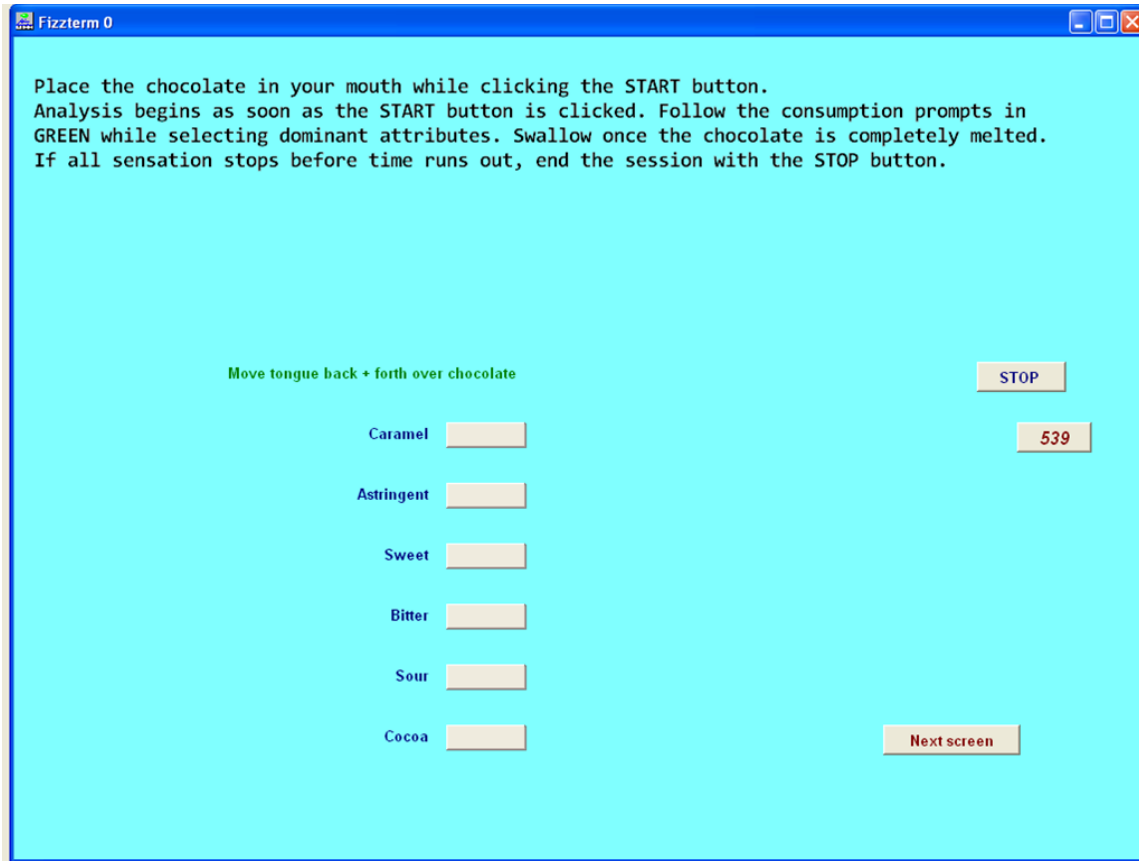 Fizzterm 0
Place the chocolate in your mouth while clicking the START button.
Analysis begins as soon as the START button is clicked. Follow the consumption prompts in
GREEN while selecting dominant attributes. Swallow once the chocolate is completely melted.
If all sensation stops before time runs out, end the session with the STOP button.
Move tongue back + forth over chocolate
STOP
Caramel
539
Astringent
Sweet
Bitter
Sour
Cocoa
Next screen